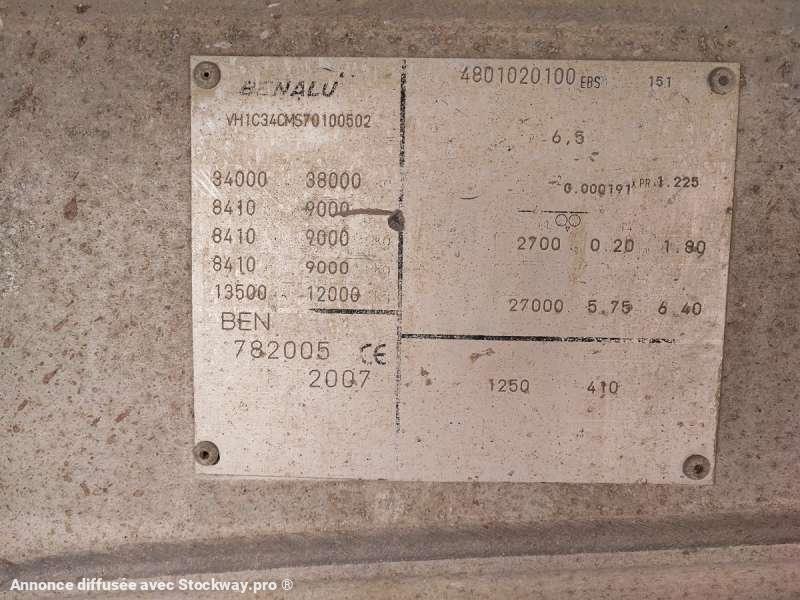 BENALU
VH1C34CMS70100502
34000 38000
8410 9000
8410 9000
8410 9000
13500 12000
BEN
782005 CE
2007
4801020100 EBS 151
6,5
0.000191 X PR 1.225
2700 0.20 1.80
27000 5.75 6.40
1250 410
Annonce diffusée avec Stockway.pro ®